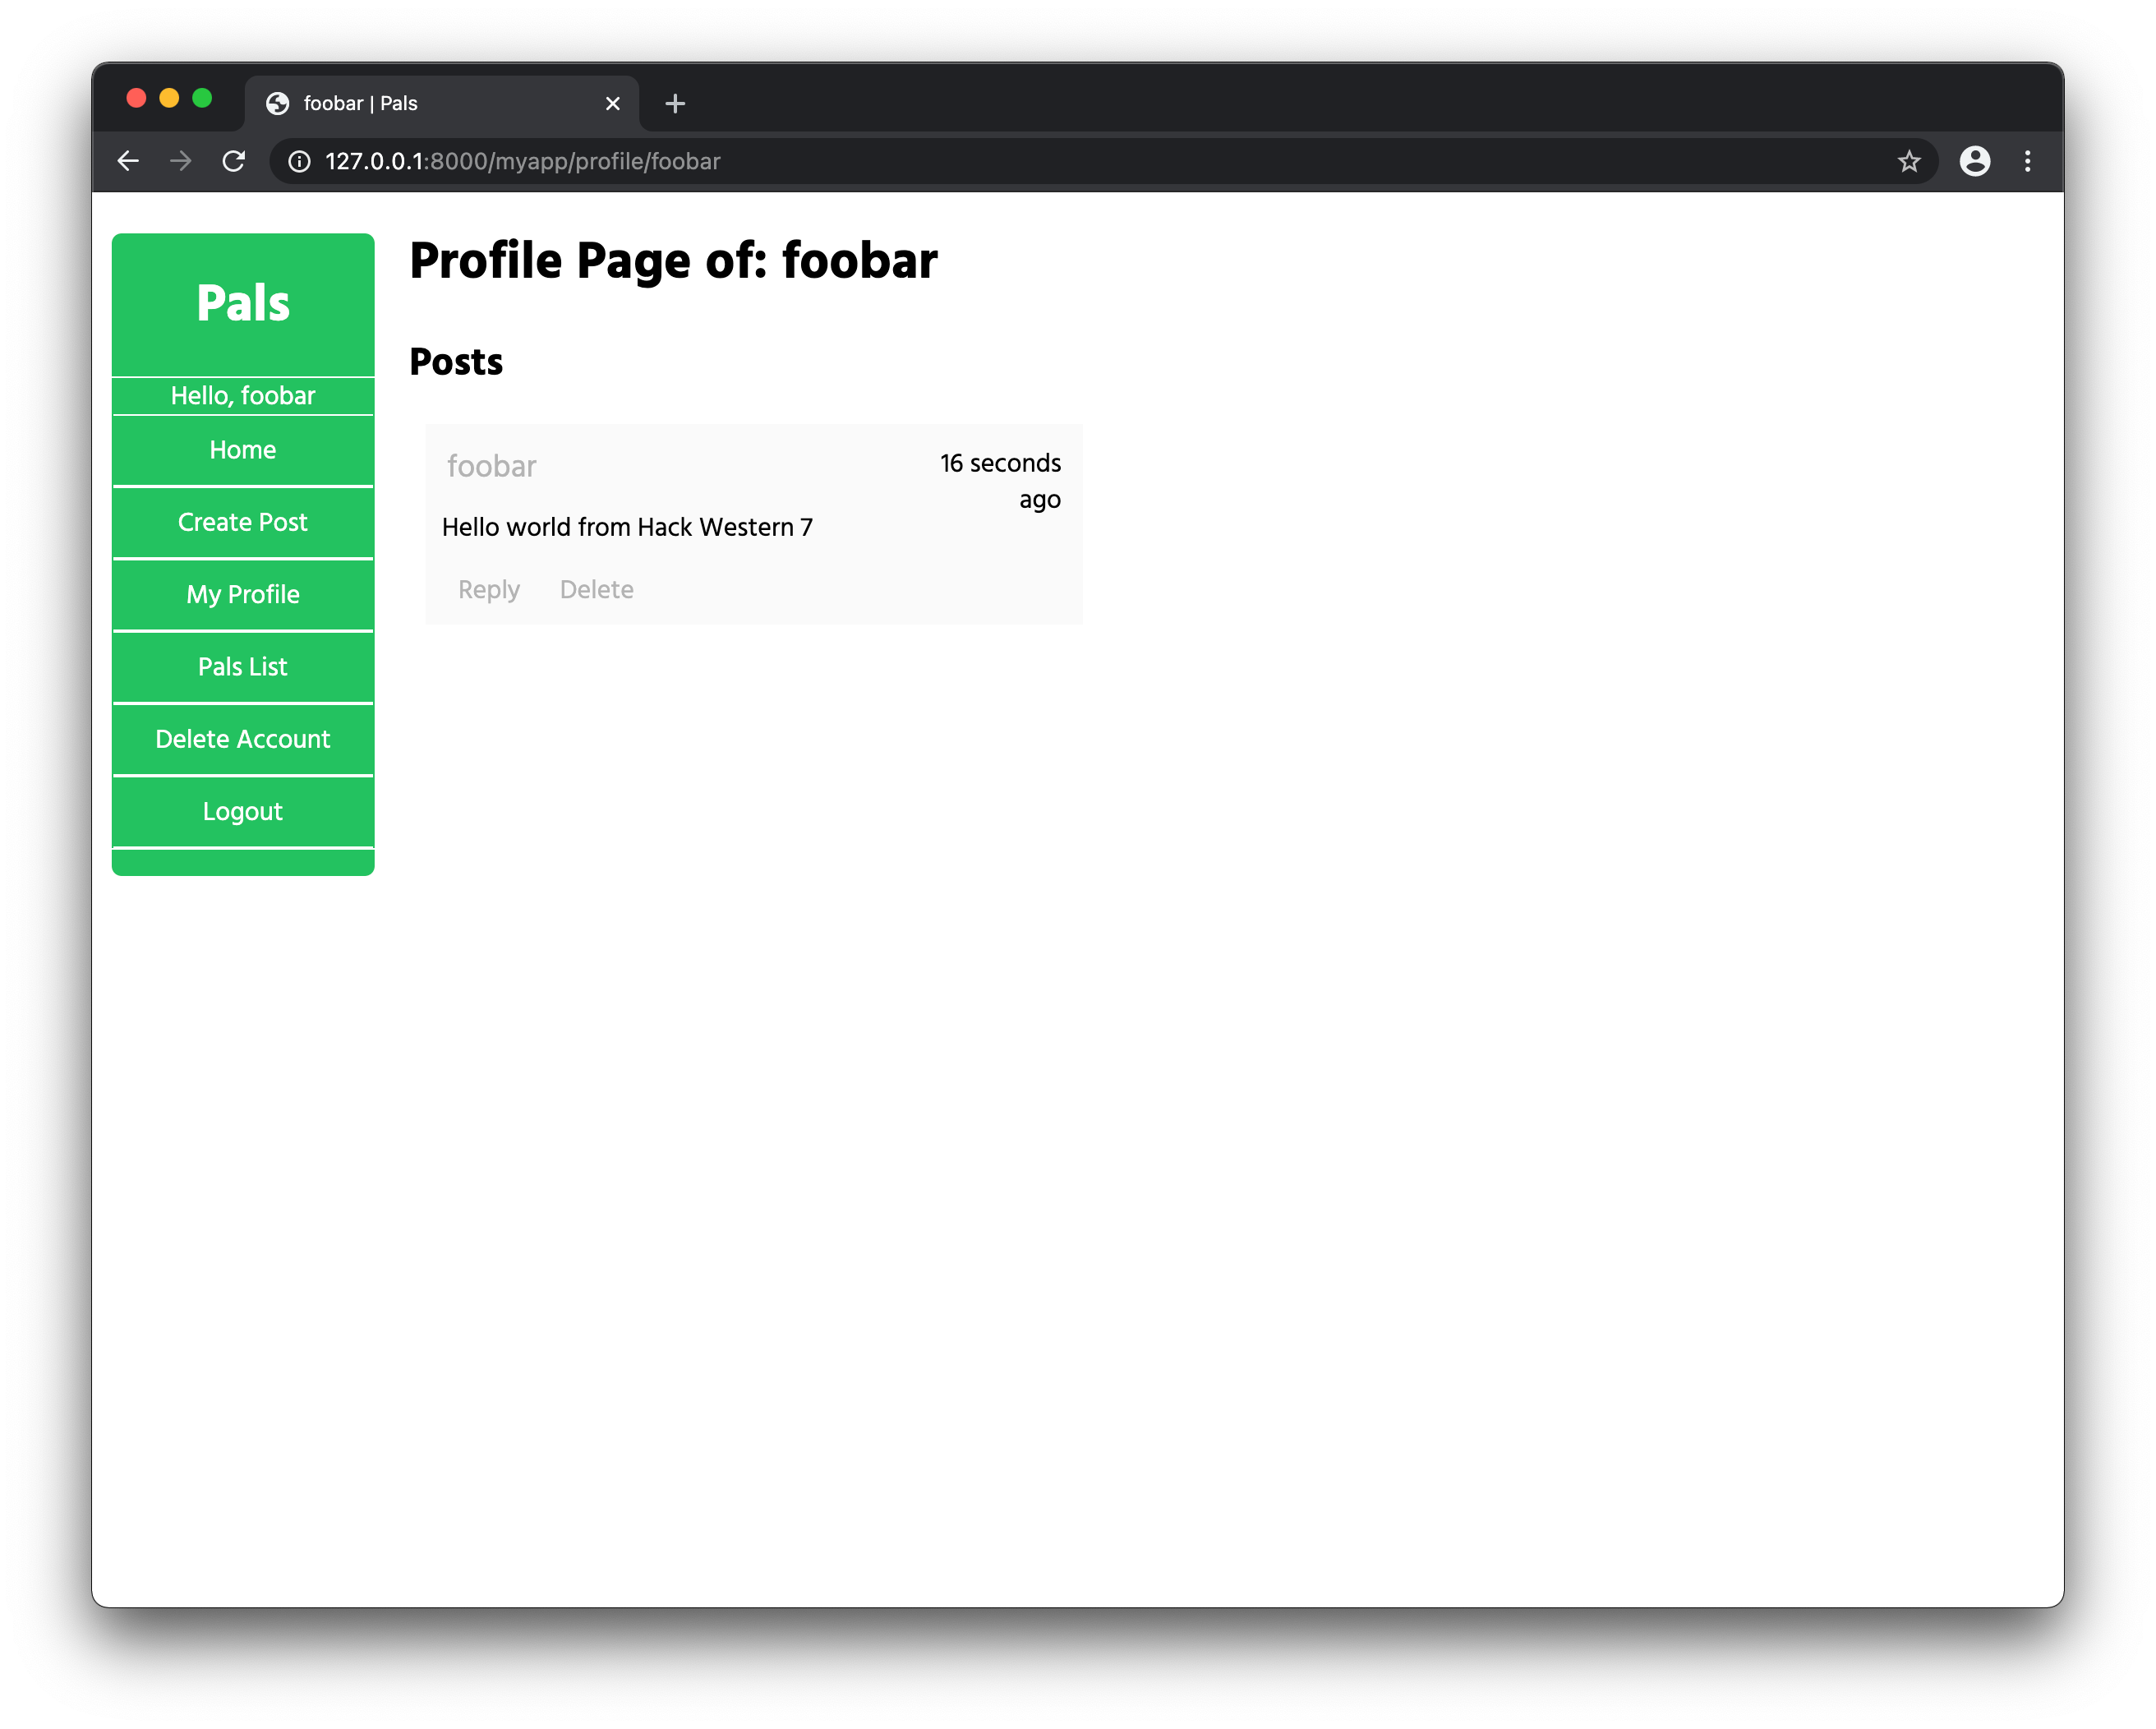 foobar | Pals
127.0.0.1:8000/myapp/profile/foobar
Pals
Hello, foobar
Home
Create Post
My Profile
Pals List
Delete Account
Logout
Profile Page of: foobar
Posts
foobar
16 seconds
ago
Hello world from Hack Western 7
Reply Delete